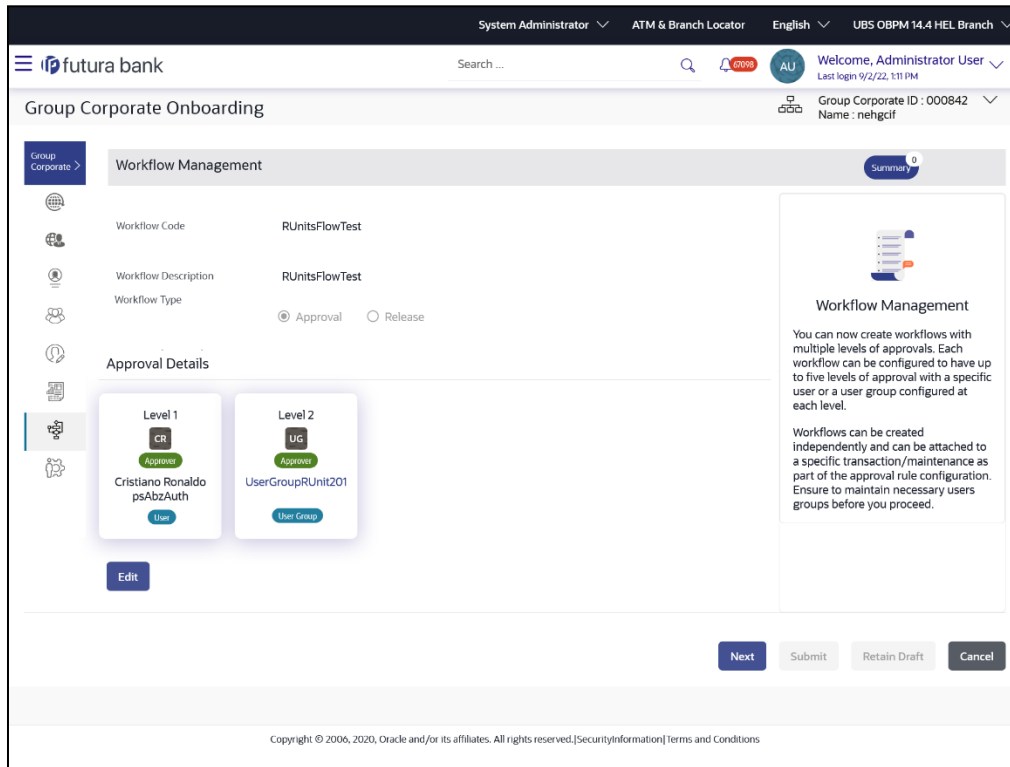 System Administrator ATM & Branch Locator English UBS OBPM 14.4 HEL Branch
futura bank
Search ...
67098
AU
Welcome, Administrator User
Last login 9/2/22, 1:11 PM
Group Corporate Onboarding
Group Corporate ID : 000842
Name : nehgcif
Group
Corporate >
Workflow Management
Summary
0
Workflow Code RUnitsFlowTest
Workflow Description RUnitsFlowTest
Workflow Type
Approval Release
Approval Details
Level 1
CR
Approver
Cristiano Ronaldo
psAbzAuth
User
Level 2
UG
Approver
UserGroupRUnit201
User Group
Edit
Workflow Management
You can now create workflows with
multiple levels of approvals. Each
workflow can be configured to have up
to five levels of approval with a specific
user or a user group configured at
each level.
Workflows can be created
independently and can be attached to
a specific transaction/maintenance as
part of the approval rule configuration.
Ensure to maintain necessary users
groups before you proceed.
Next Submit Retain Draft Cancel
Copyright © 2006, 2020, Oracle and/or its affiliates. All rights reserved.|SecurityInformation|Terms and Conditions